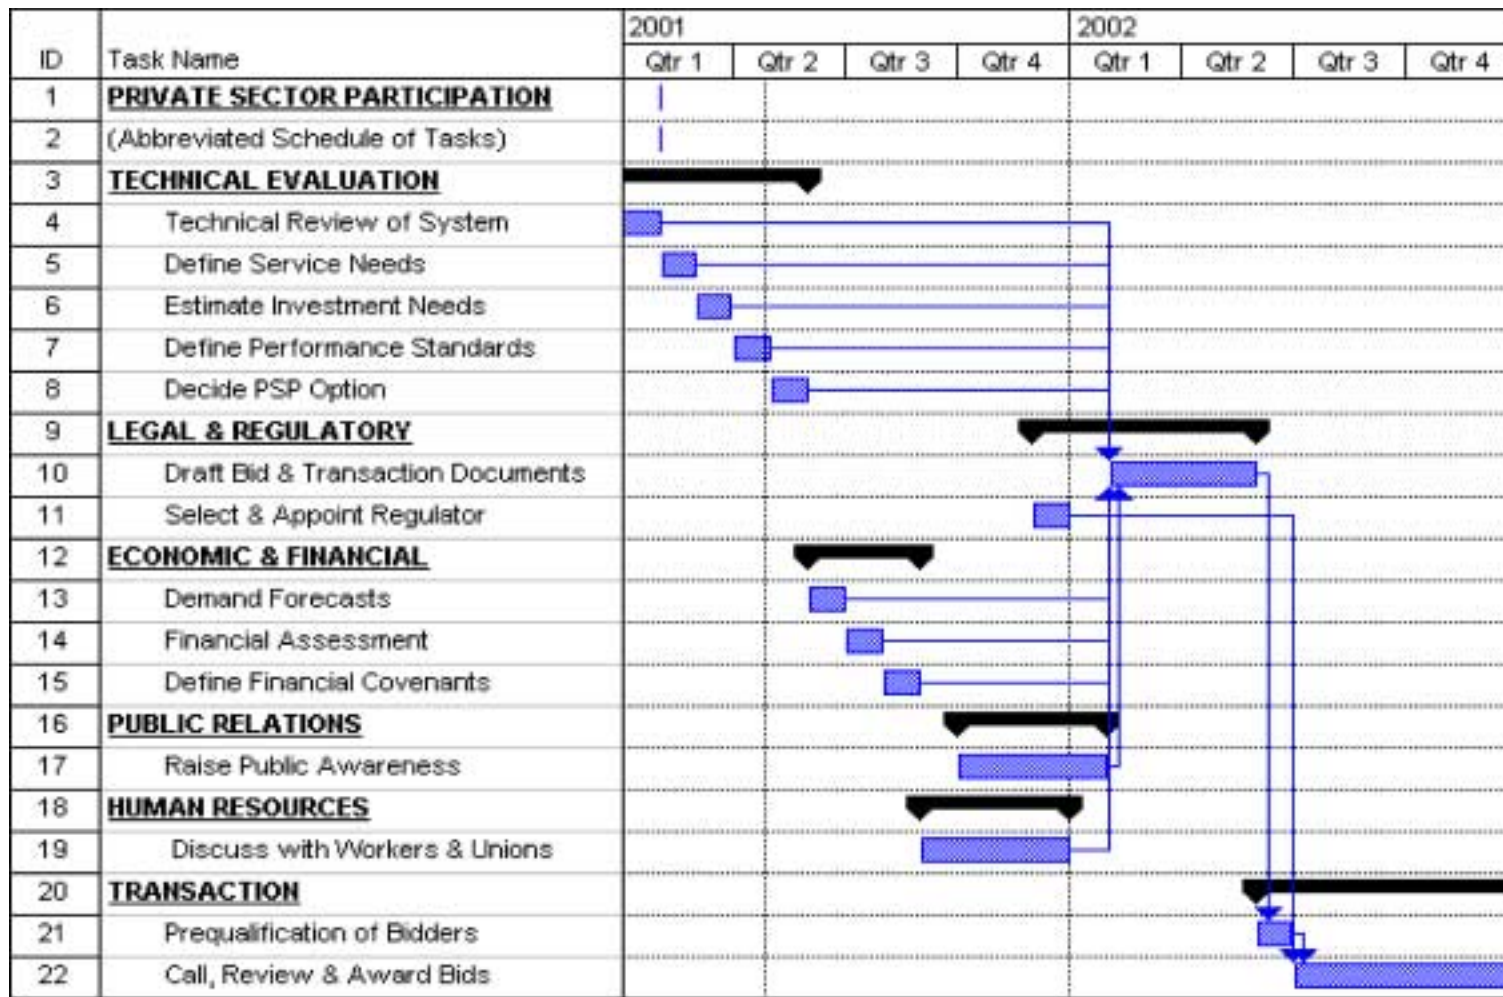 2001 2002
ID Task Name Qtr 1 Qtr 2 Qtr 3 Qtr 4 Qtr 1 Qtr 2 Qtr 3 Qtr 4
1 PRIVATE SECTOR PARTICIPATION
2 (Abbreviated Schedule of Tasks)
3 TECHNICAL EVALUATION
4 Technical Review of System
5 Define Service Needs
6 Estimate Investment Needs
7 Define Performance Standards
8 Decide PSP Option
9 LEGAL & REGULATORY
10 Draft Bid & Transaction Documents
11 Select & Appoint Regulator
12 ECONOMIC & FINANCIAL
13 Demand Forecasts
14 Financial Assessment
15 Define Financial Covenants
16 PUBLIC RELATIONS
17 Raise Public Awareness
18 HUMAN RESOURCES
19 Discuss with Workers & Unions
20 TRANSACTION
21 Prequalification of Bidders
22 Call, Review & Award Bids